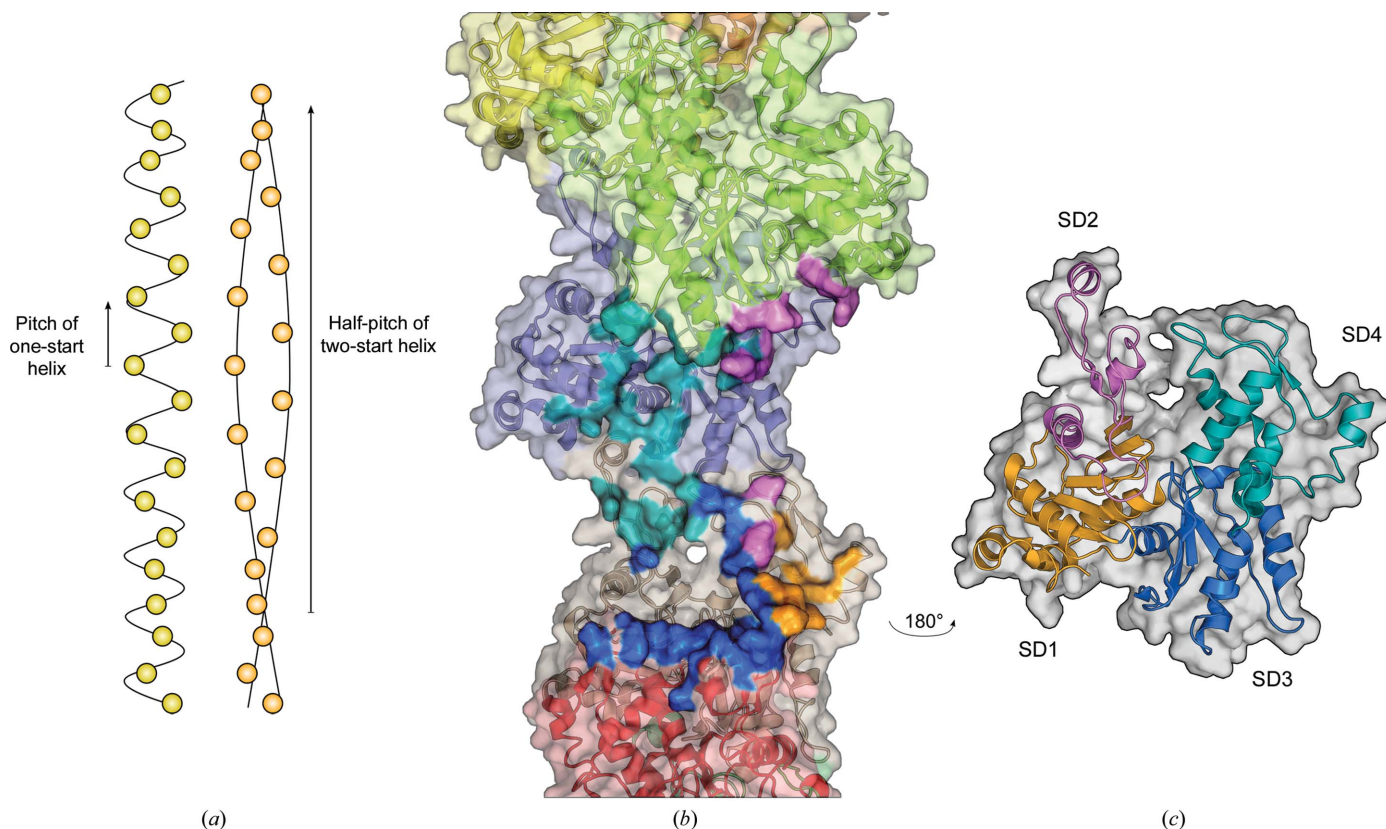 Pitch of
one-start
helix
Half-pitch of
two-start helix
180°
SD2
SD4
SD1
SD3
(a)
(b)
(c)